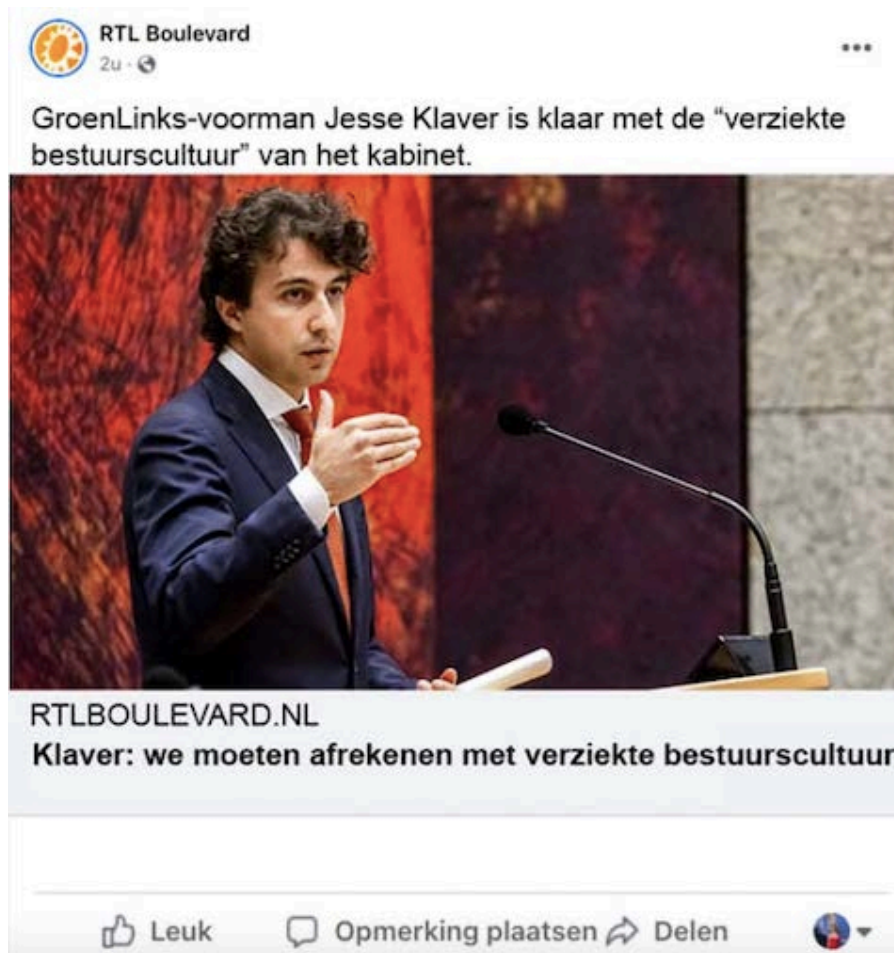 RTL Boulevard
2u ·
GroenLinks-voorman Jesse Klaver is klaar met de “verziekte
bestuurscultuur” van het kabinet.
RTLBOULEVARD.NL
Klaver: we moeten afrekenen met verziekte bestuurscultuur
Leuk
Opmerking plaatsen
Delen